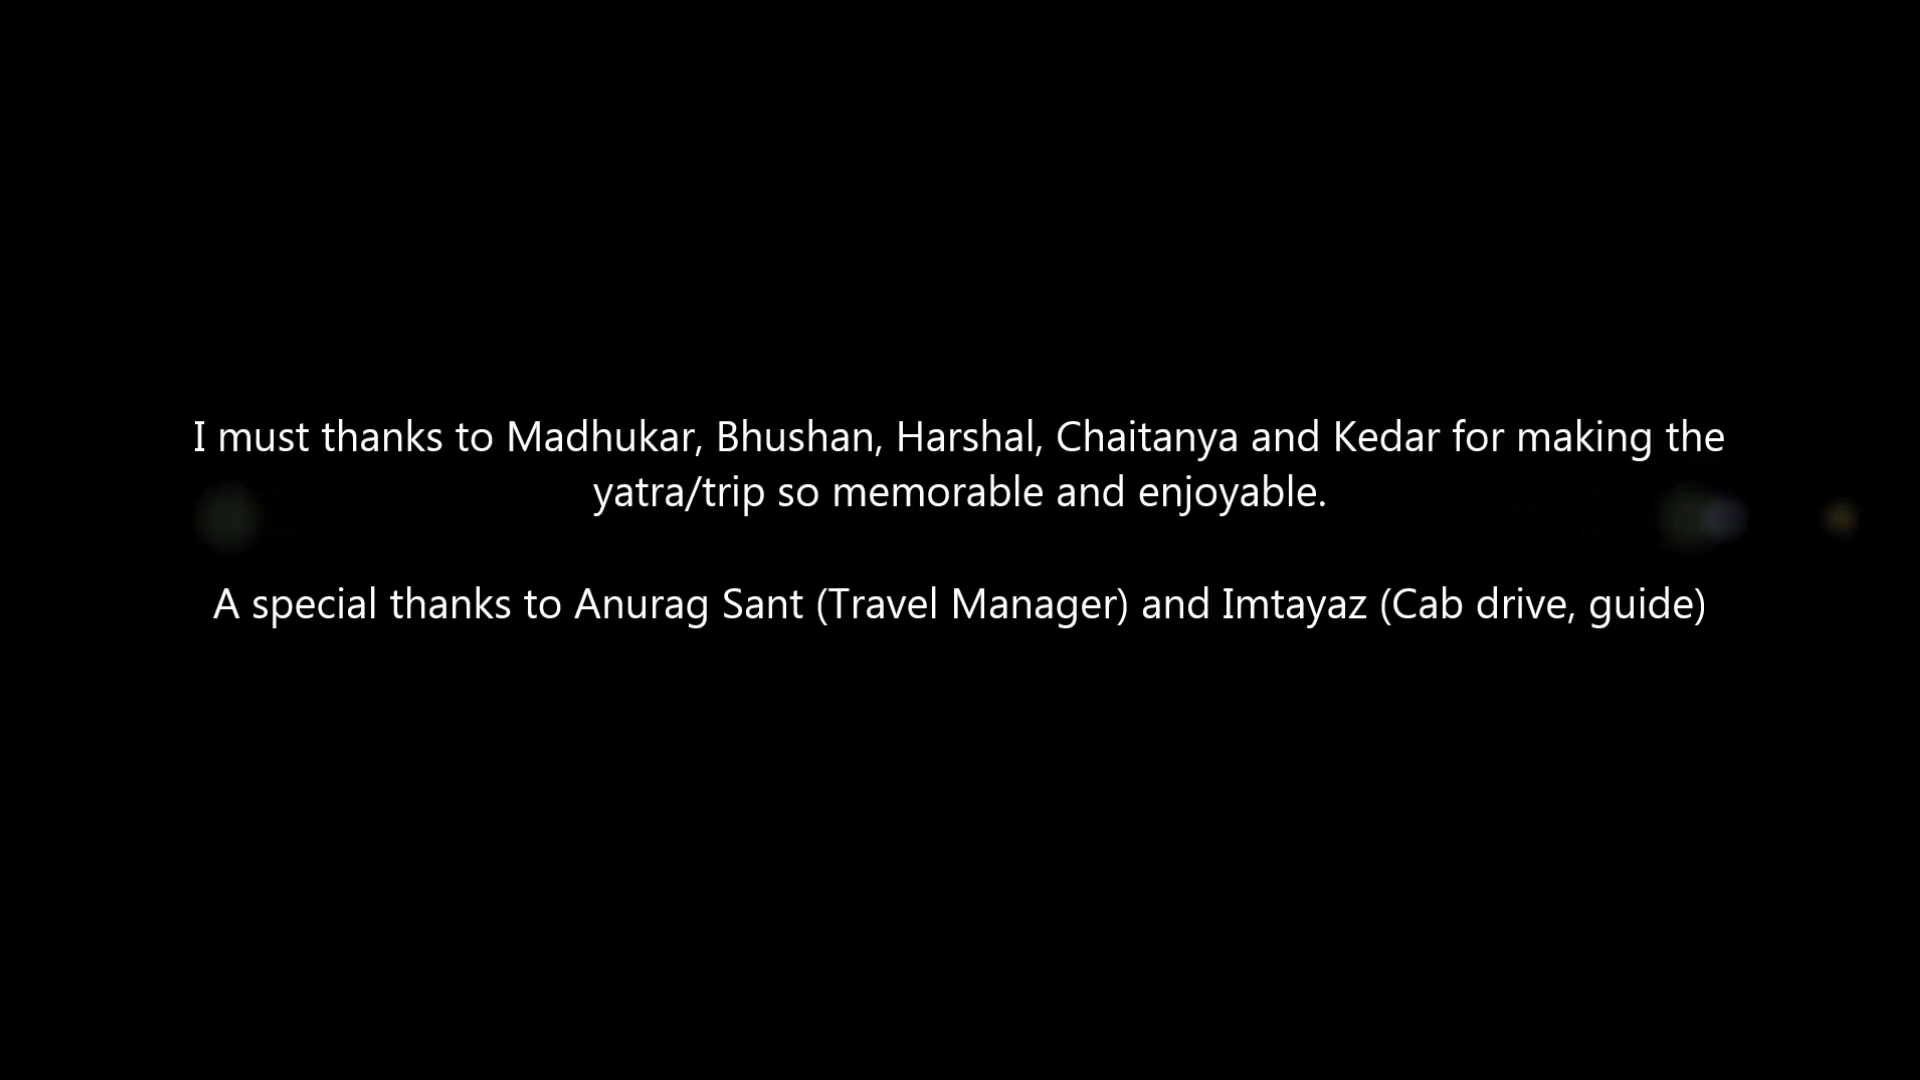 I must thanks to Madhukar, Bhushan, Harshal, Chaitanya and Kedar for making the
yatra/trip so memorable and enjoyable.
A special thanks to Anurag Sant (Travel Manager) and Imtayaz (Cab drive, guide)